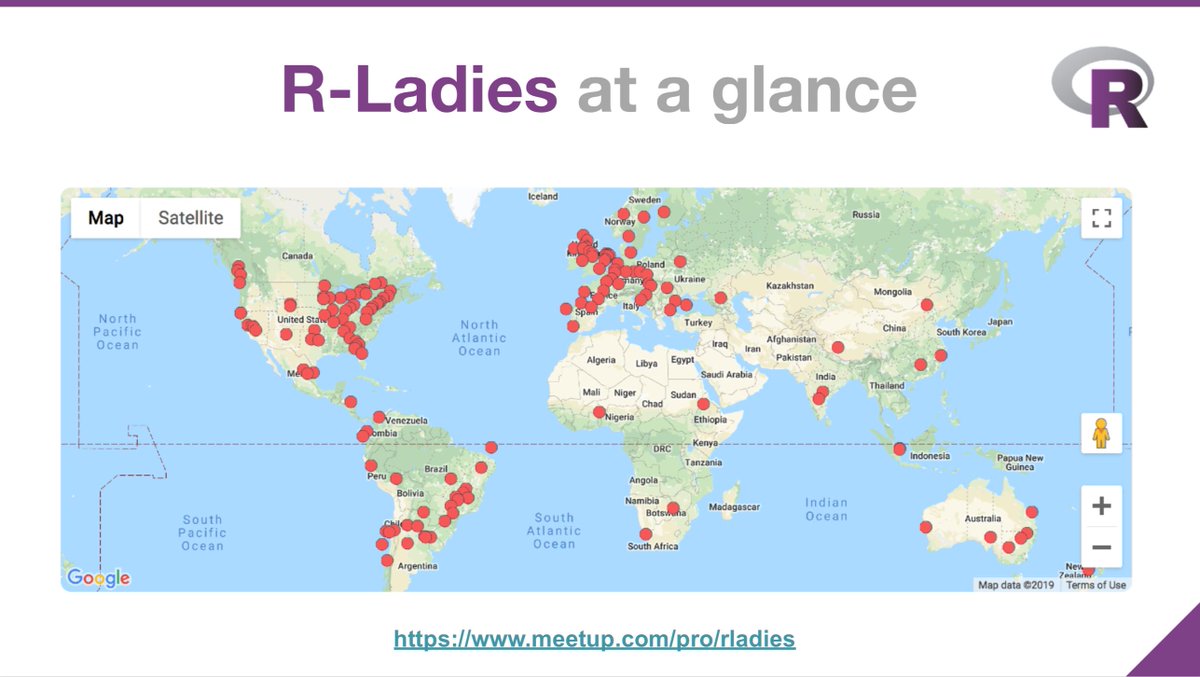 R-Ladies at a glance
R
Map
Satellite
Iceland
Sweden
Norway
Russia
Canada
Poland
Ukraine
Kazakhstan
Mongolia
North
Pacific
Ocean
United
North
Atlantic
Ocean
Spain
Italy
Turkey
China
South Korea
Japan
Iraq
Iran
Afghanistan
Pakistan
Algeria
Libya
Egypt
Saudi Arabia
India
Thailand
Mali
Niger
Chad
Sudan
Nigeria
Ethiopia
Venezuela
DRC
Kenya
Tanzania
Indonesia
Papua New
Guinea
Peru
Brazil
Bolivia
Angola
Namibia
Botswana
Madagascar
Indian
Ocean
Australia
South
Pacific
Ocean
Chile
South
Atlantic
Ocean
South Africa
Argentina
New
Zealand
Google
Map data ©2019
Terms of Use
https://www.meetup.com/pro/rladies